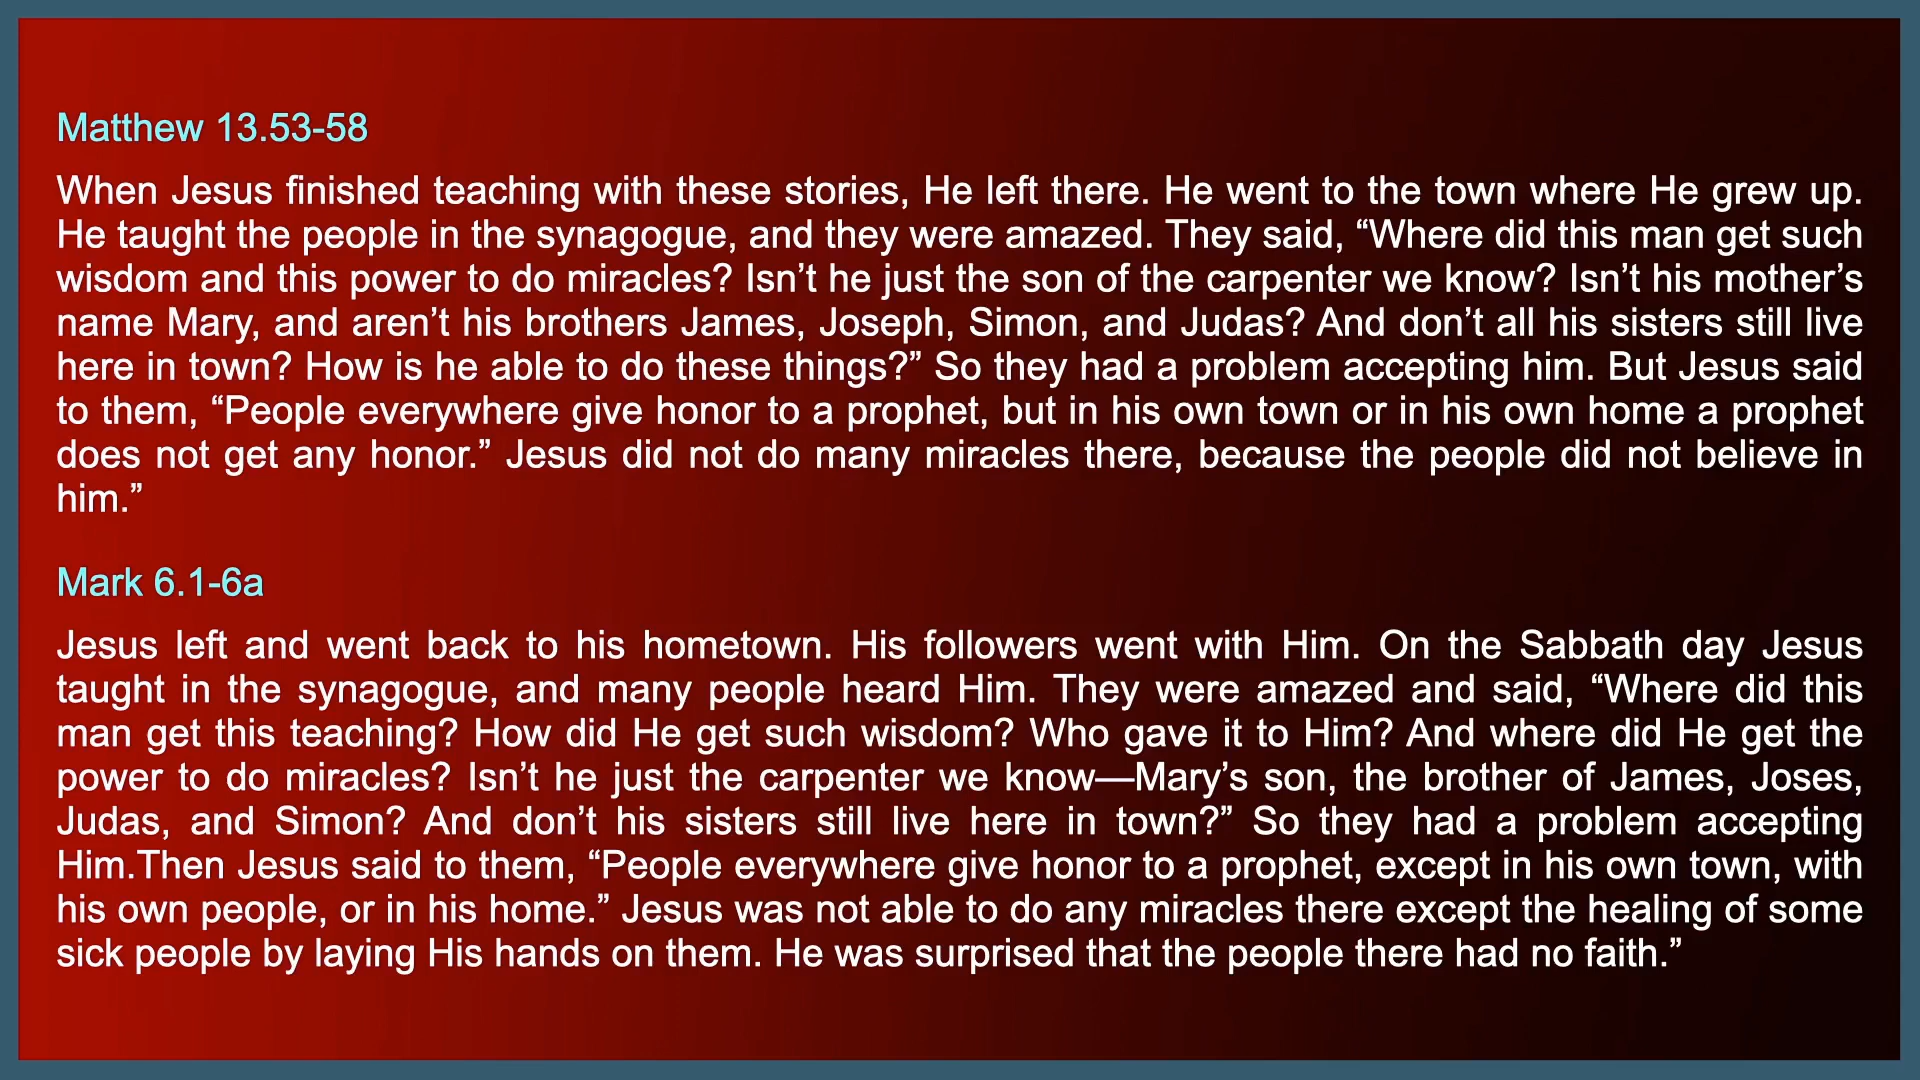 Matthew 13.53-58
When Jesus finished teaching with these stories, He left there. He went to the town where He grew up.
He taught the people in the synagogue, and they were amazed. They said, “Where did this man get such
wisdom and this power to do miracles? Isn’t he just the son of the carpenter we know? Isn’t his mother’s
name Mary, and aren’t his brothers James, Joseph, Simon, and Judas? And don’t all his sisters still live
here in town? How is he able to do these things?” So they had a problem accepting him. But Jesus said
to them, “People everywhere give honor to a prophet, but in his own town or in his own home a prophet
does not get any honor.” Jesus did not do many miracles there, because the people did not believe in
him.”
Mark 6.1-6a
Jesus left and went back to his hometown. His followers went with Him. On the Sabbath day Jesus
taught in the synagogue, and many people heard Him. They were amazed and said, “Where did this
man get this teaching? How did He get such wisdom? Who gave it to Him? And where did He get the
power to do miracles? Isn’t he just the carpenter we know—Mary’s son, the brother of James, Joses,
Judas, and Simon? And don’t his sisters still live here in town?” So they had a problem accepting
Him.Then Jesus said to them, “People everywhere give honor to a prophet, except in his own town, with
his own people, or in his home.” Jesus was not able to do any miracles there except the healing of some
sick people by laying His hands on them. He was surprised that the people there had no faith.”